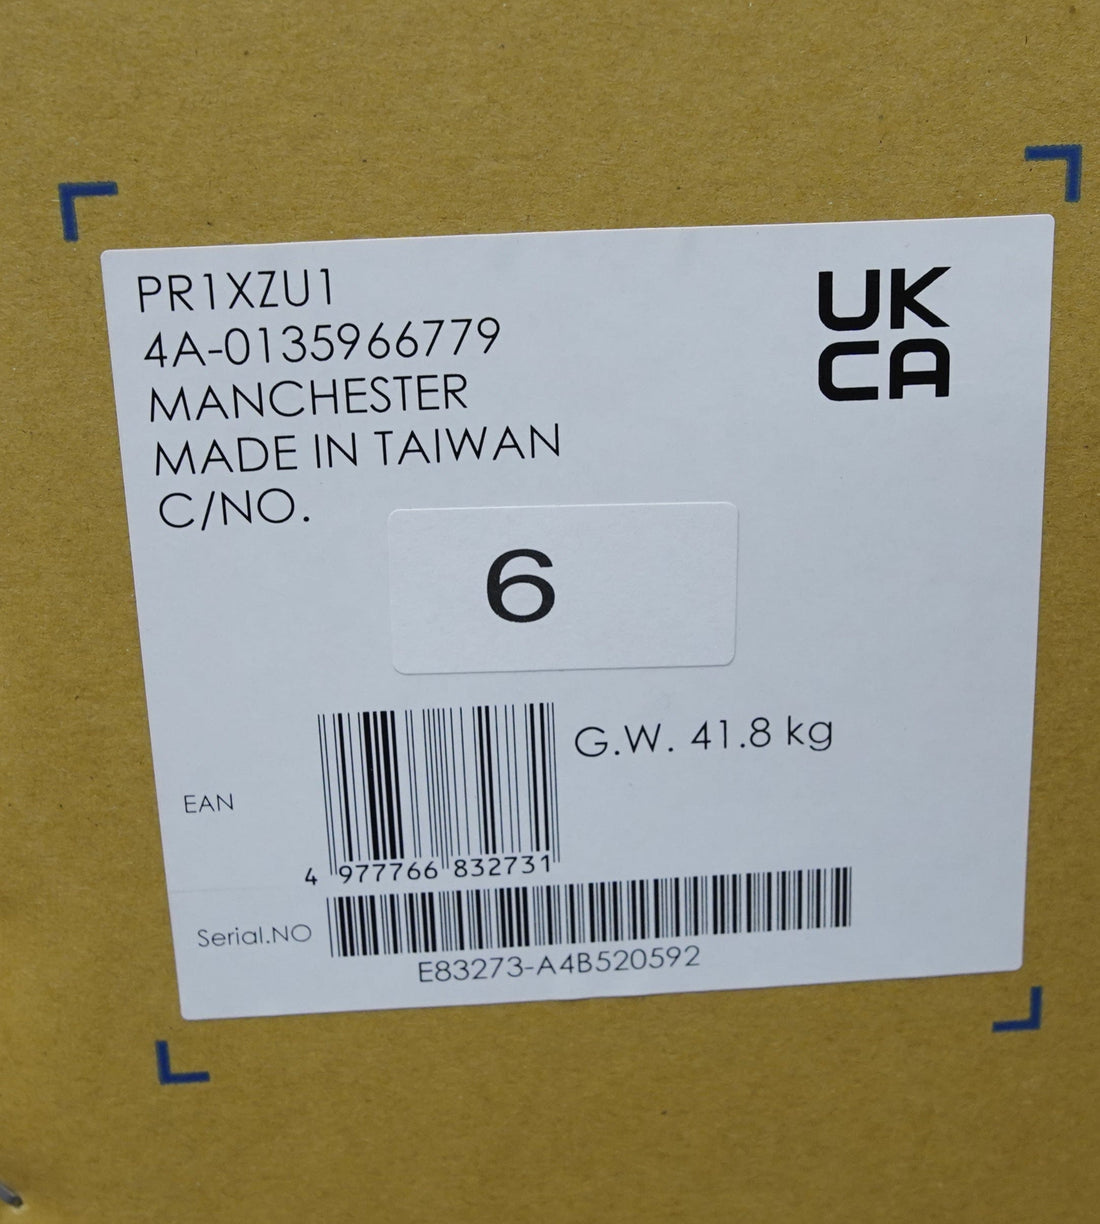 PR1XZU1
4A-0135966779
MANCHESTER
MADE IN TAIWAN
C/NO.
6
UK
CA
G.W. 41.8 kg
EAN
4 977766 832731
Serial.NO
E83273-A4B520592